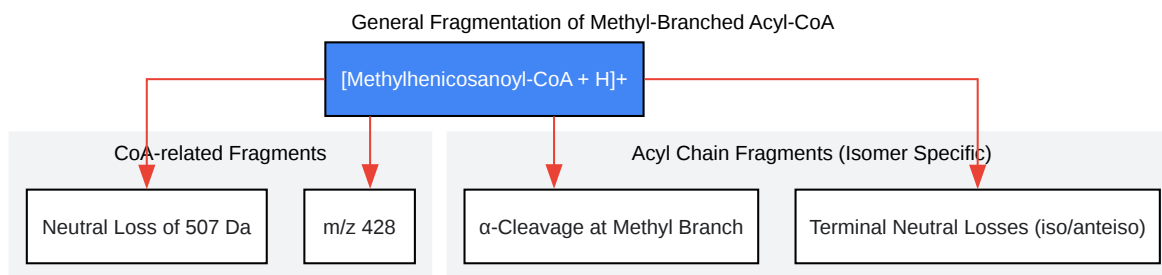 General Fragmentation of Methyl-Branched Acyl-CoA
[Methylhenicosanoyl-CoA + H]+
CoA-related Fragments
Acyl Chain Fragments (Isomer Specific)
Neutral Loss of 507 Da
m/z 428
α-Cleavage at Methyl Branch
Terminal Neutral Losses (iso/anteiso)